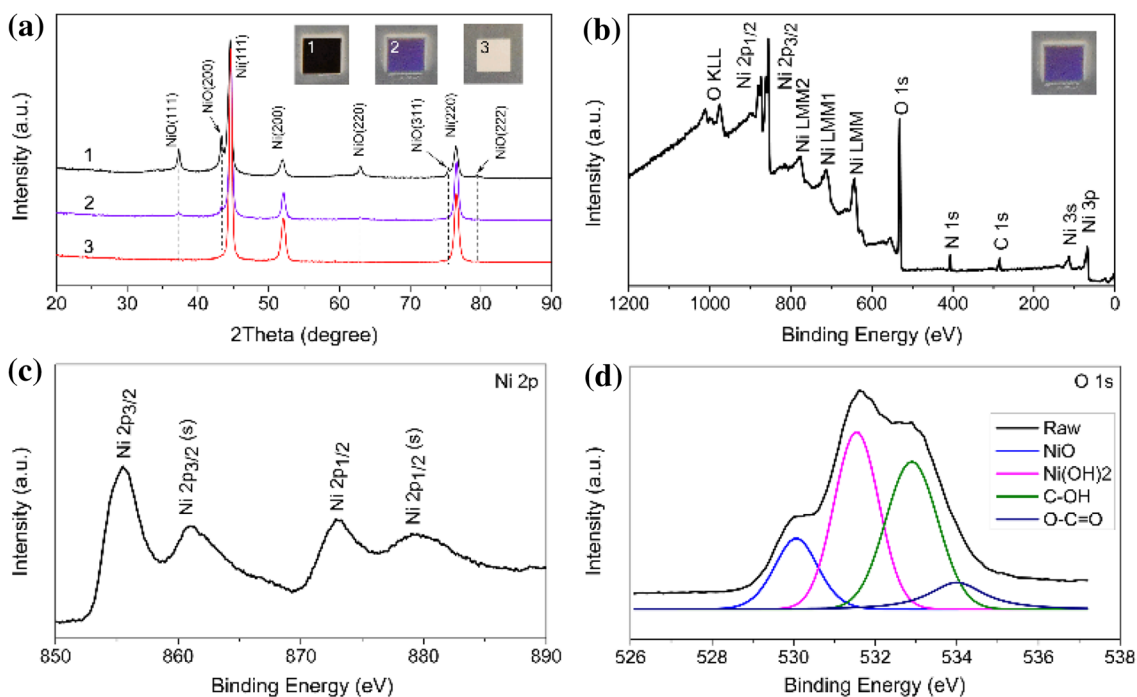 (a)
1
2
3
NiO(111)
NiO(200)
Ni(111)
Ni(200)
NiO(220)
NiO(311)
Ni(220)
NiO(222)
1
2
3
Intensity (a.u.)
20 30 40 50 60 70 80 90
2Theta (degree)
(b)
O KLL
Ni 2p1/2
Ni 2p3/2
Ni LMM2
Ni LMM1
Ni LMM
O 1s
N 1s
C 1s
Ni 3s
Ni 3p
Intensity (a.u.)
1200 1000 800 600 400 200 0
Binding Energy (eV)
(c)
Ni 2p
Ni 2p3/2
Ni 2p3/2 (s)
Ni 2p1/2
Ni 2p1/2 (s)
Intensity (a.u.)
850 860 870 880 890
Binding Energy (eV)
(d)
O 1s
Raw
NiO
Ni(OH)2
C-OH
O-C=O
Intensity (a.u.)
526 528 530 532 534 536 538
Binding Energy (eV)